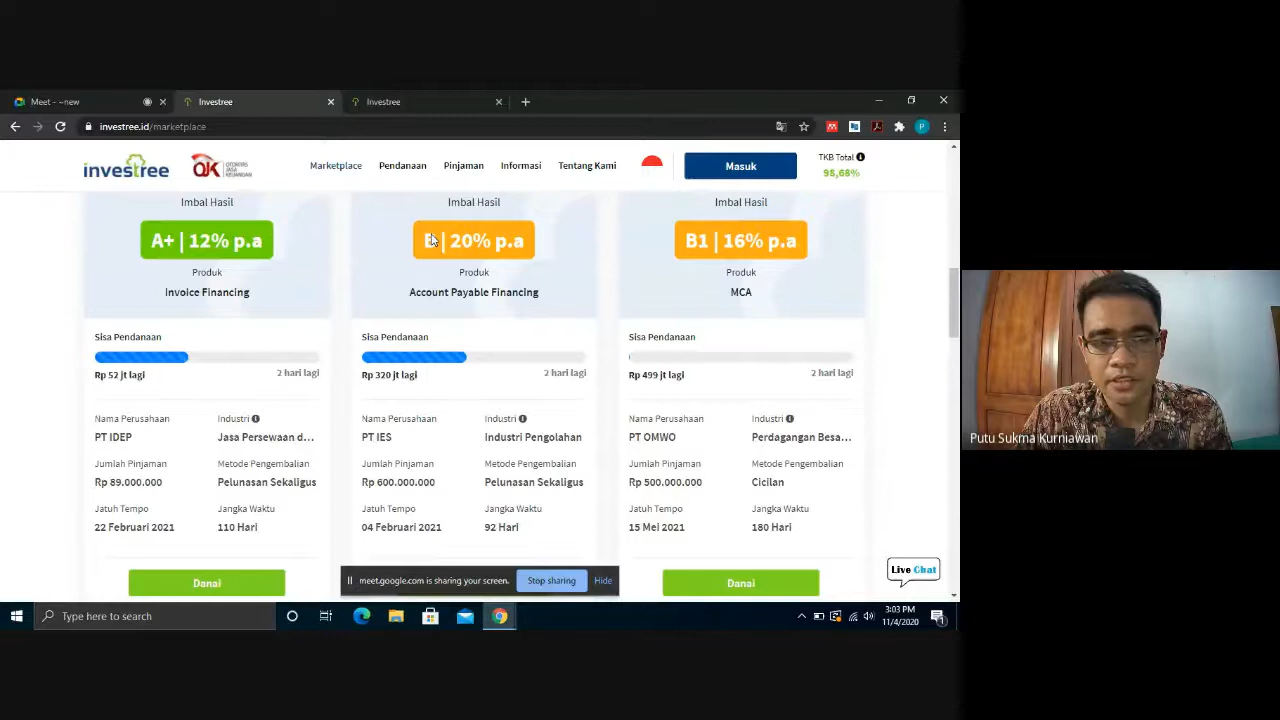 Meet - ~new
Investree
Investree
investree.id/marketplace
investree
OJK OTORITAS JASA KEUANGAN
Marketplace
Pendanaan
Pinjaman
Informasi
Tentang Kami
Masuk
TKB Total
98,68%
Imbal Hasil
A+ | 12% p.a
Produk
Invoice Financing
Sisa Pendanaan
Rp 52 jt lagi
2 hari lagi
Nama Perusahaan
Industri
PT IDEP
Jasa Persewaan d...
Jumlah Pinjaman
Metode Pengembalian
Rp 89.000.000
Pelunasan Sekaligus
Jatuh Tempo
Jangka Waktu
22 Februari 2021
110 Hari
Danai
Imbal Hasil
| 20% p.a
Produk
Account Payable Financing
Sisa Pendanaan
Rp 320 jt lagi
2 hari lagi
Nama Perusahaan
Industri
PT IES
Industri Pengolahan
Jumlah Pinjaman
Metode Pengembalian
Rp 600.000.000
Pelunasan Sekaligus
Jatuh Tempo
Jangka Waktu
04 Februari 2021
92 Hari
Imbal Hasil
B1 | 16% p.a
Produk
MCA
Sisa Pendanaan
Rp 499 jt lagi
2 hari lagi
Nama Perusahaan
Industri
PT OMWO
Perdagangan Besa...
Jumlah Pinjaman
Metode Pengembalian
Rp 500.000.000
Cicilan
Jatuh Tempo
Jangka Waktu
15 Mei 2021
180 Hari
Danai
meet.google.com is sharing your screen.
Stop sharing
Hide
Live Chat
Type here to search
3:03 PM
11/4/2020
Putu Sukma Kurniawan